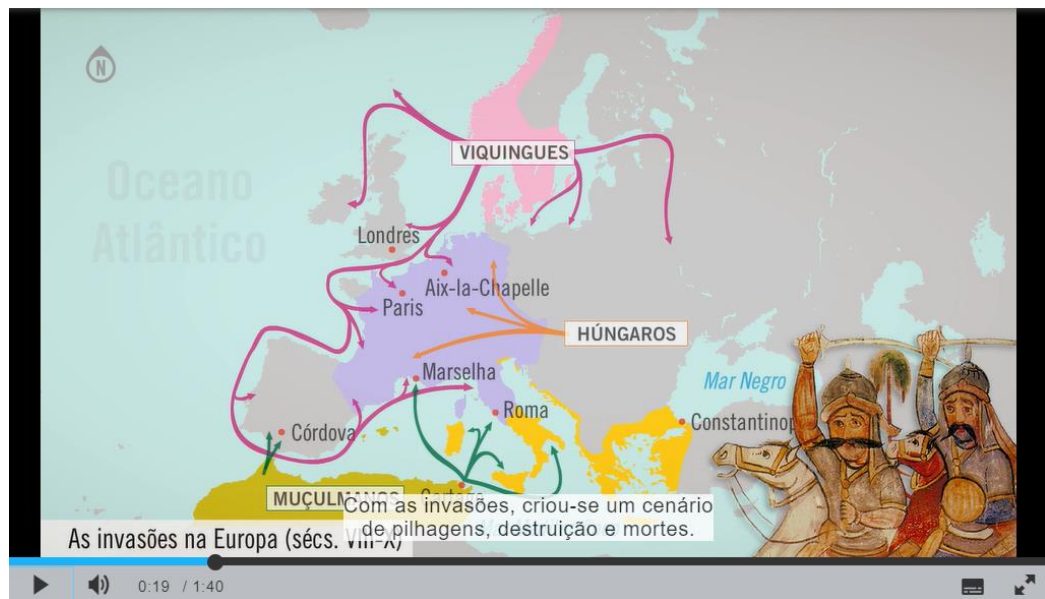 N
VIQUINGUES
Oceano
Atlântico
Londres
Aix-la-Chapelle
Paris
HÚNGAROS
Marselha
Mar Negro
Roma
Constantinop
Córdova
MUÇULMANOS
Com as invasões, criou-se um cenário
de pilhagens, destruição e mortes.
As invasões na Europa (sécs. VIII-X)
0:19 / 1:40